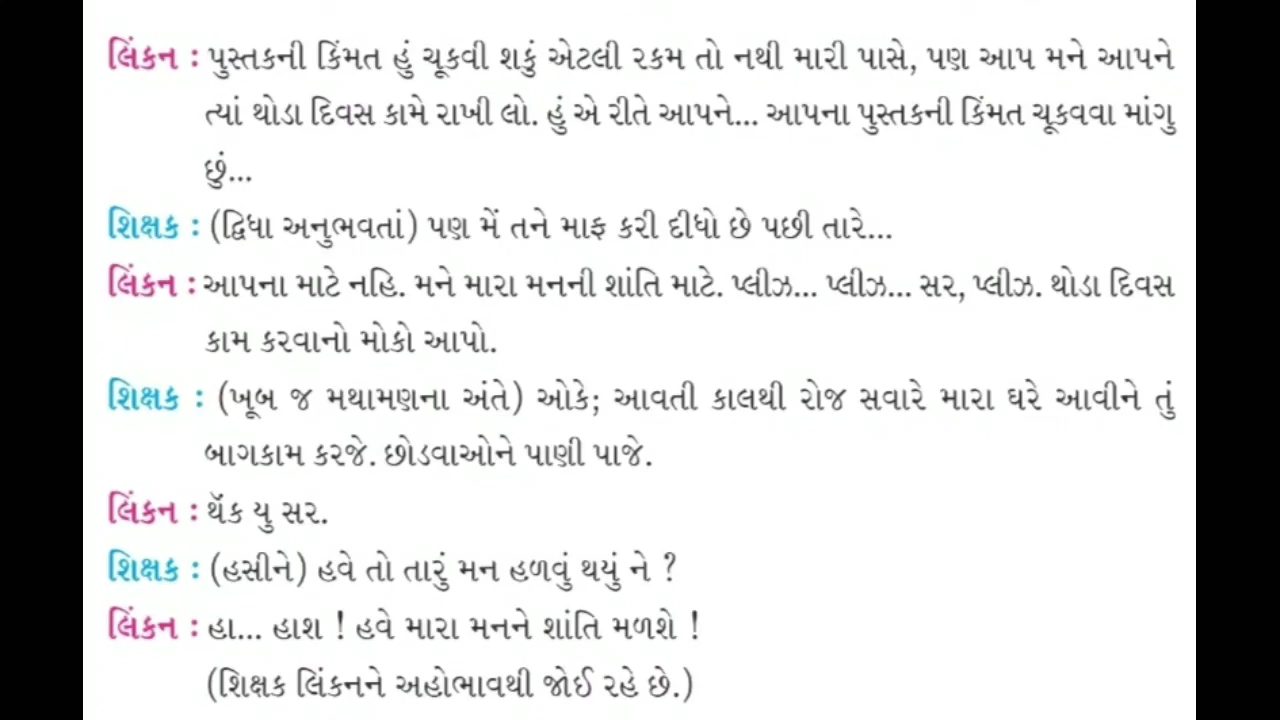 લિંકન : પુસ્તકની કિંમત હું ચૂકવી શકું એટલી રકમ તો નથી મારી પાસે, પણ આપ મને આપને
ત્યાં થોડા દિવસ કામે રાખી લો. હું એ રીતે આપને... આપના પુસ્તકની કિંમત ચૂકવવા માંગુ
છું...
શિક્ષક : (દ્વિધા અનુભવતાં) પણ મેં તને માફ કરી દીધો છે પછી તારે...
લિંકન : આપના માટે નહિ. મને મારા મનની શાંતિ માટે. પ્લીઝ... પ્લીઝ... સર, પ્લીઝ. થોડા દિવસ
કામ કરવાનો મોકો આપો.
શિક્ષક : (ખૂબ જ મથામણના અંતે) ઓકે; આવતી કાલથી રોજ સવારે મારા ઘરે આવીને તું
બાગકામ કરજે. છોડવાઓને પાણી પાજે.
લિંકન : થૅંક યુ સર.
શિક્ષક : (હસીને) હવે તો તારું મન હળવું થયું ને ?
લિંકન : હા... હાશ ! હવે મારા મનને શાંતિ મળશે !
(શિક્ષક લિંકનને અહોભાવથી જોઈ રહે છે.)